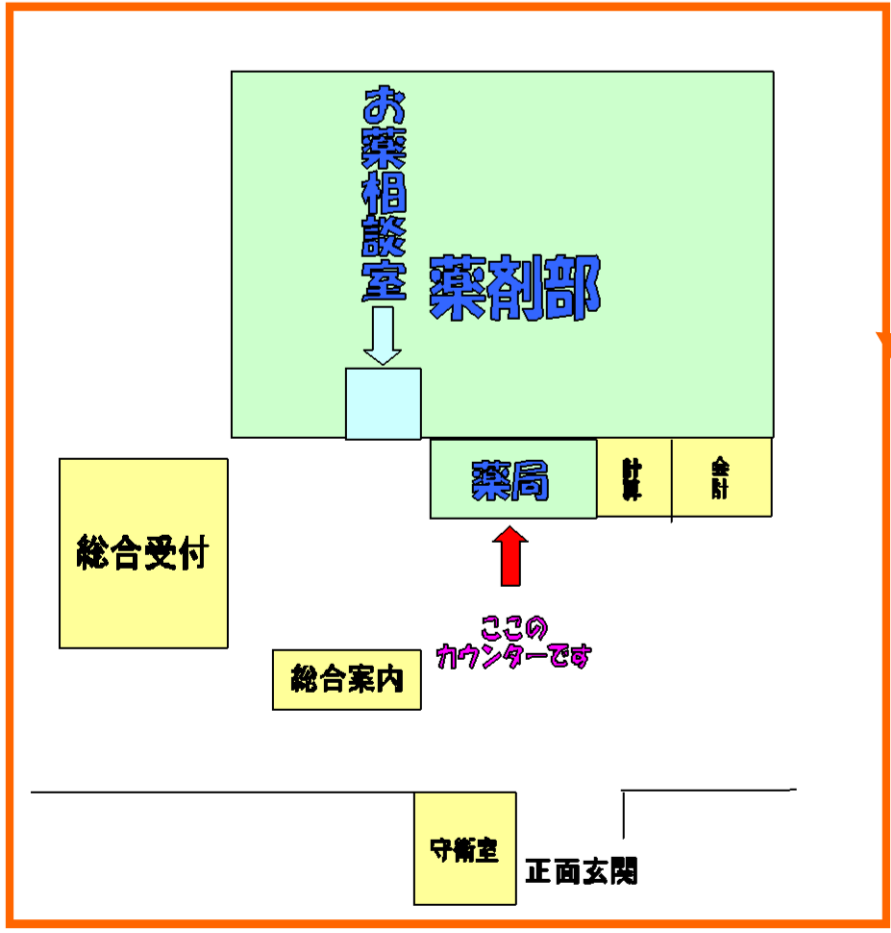 お薬相談室
薬剤部
薬局
計算
会計
総合受付
ここの
カウンターです
総合案内
守衛室
正面玄関